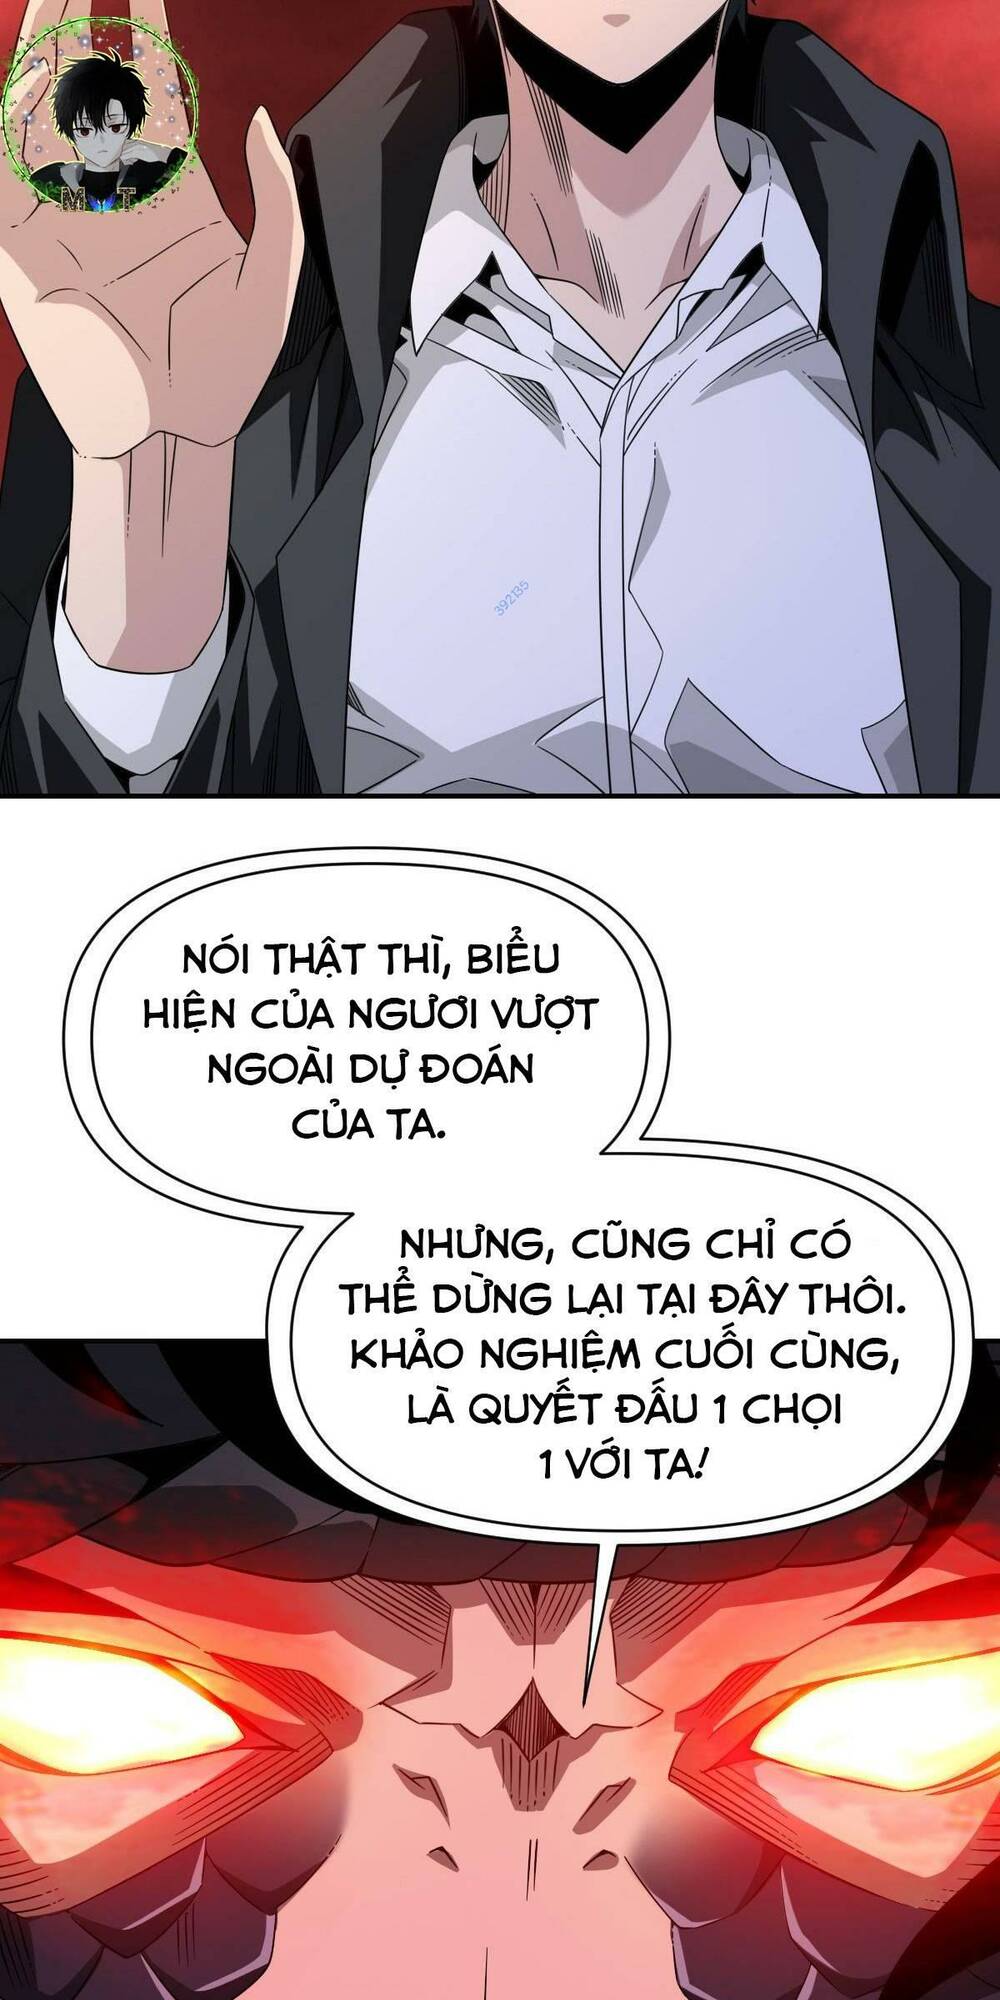 M T
392135
NÓI THẬT THÌ, BIỂU
HIỆN CỦA NGƯƠI VƯỢT
NGOÀI DỰ ĐOÁN
CỦA TA.
NHƯNG, CŨNG CHỈ CÓ
THỂ DỪNG LẠI TẠI ĐÂY THÔI.
KHẢO NGHIỆM CUỐI CÙNG,
LÀ QUYẾT ĐẤU 1 CHỌI
1 VỚI TA!